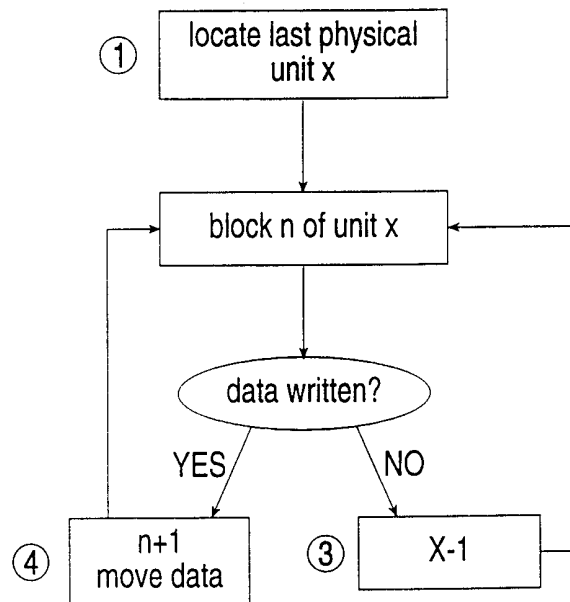 1
locate last physical
unit x
block n of unit x
data written?
YES
NO
4
n+1
move data
3
X-1